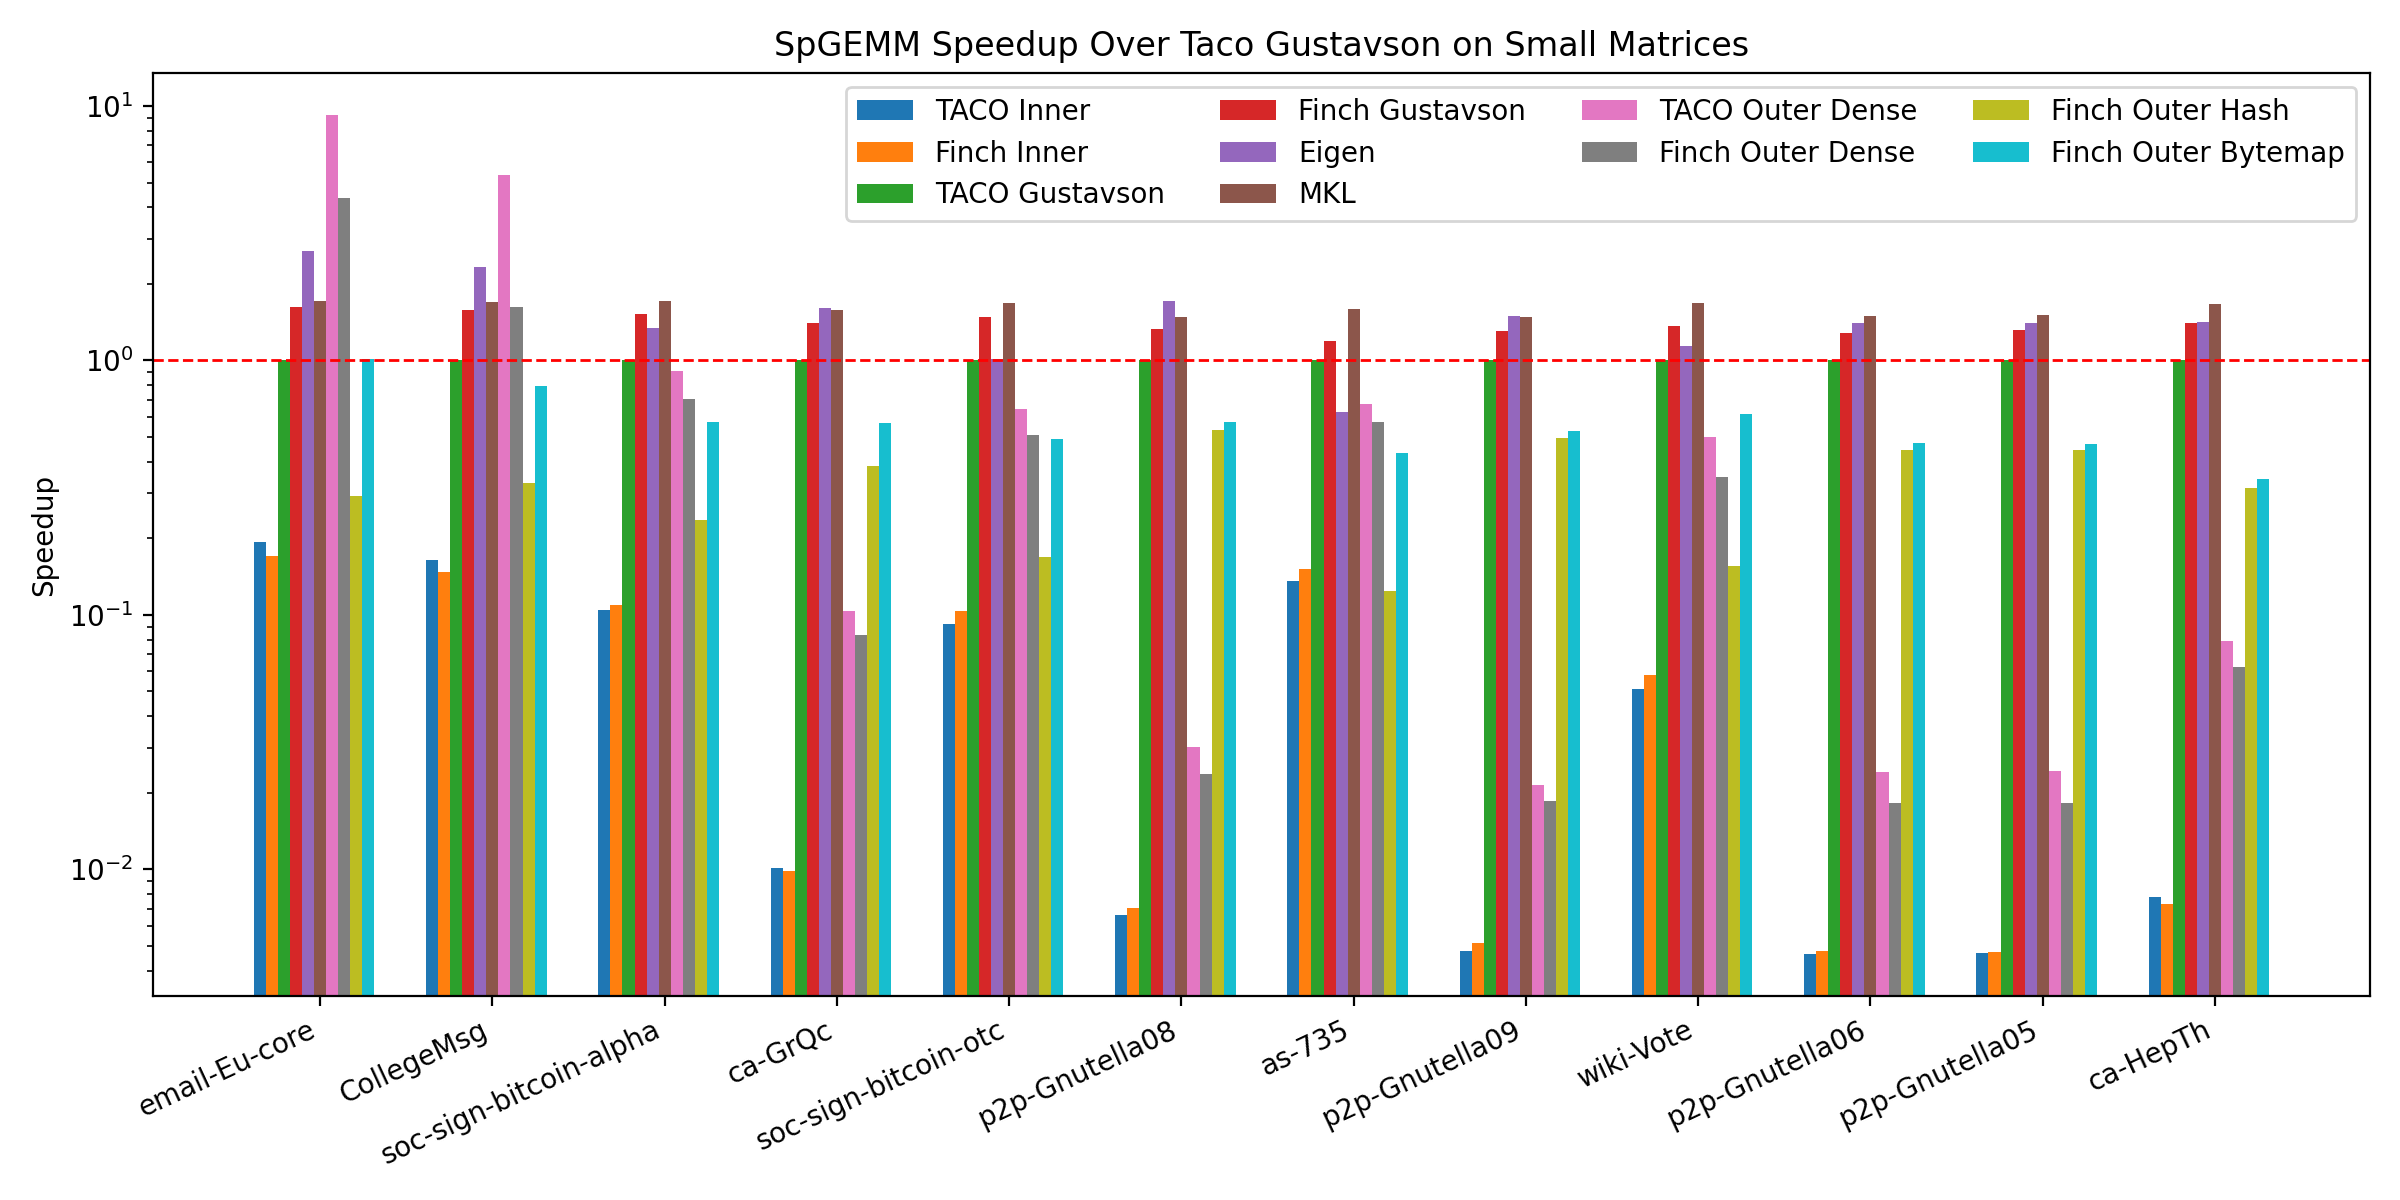 SpGEMM Speedup Over Taco Gustavson on Small Matrices
TACO Inner
Finch Inner
TACO Gustavson
Finch Gustavson
Eigen
MKL
TACO Outer Dense
Finch Outer Dense
Finch Outer Hash
Finch Outer Bytemap
Speedup
10¹
10⁰
10⁻¹
10⁻²
email-Eu-core
CollegeMsg
soc-sign-bitcoin-alpha
ca-GrQc
soc-sign-bitcoin-otc
p2p-Gnutella08
as-735
p2p-Gnutella09
wiki-Vote
p2p-Gnutella06
p2p-Gnutella05
ca-HepTh